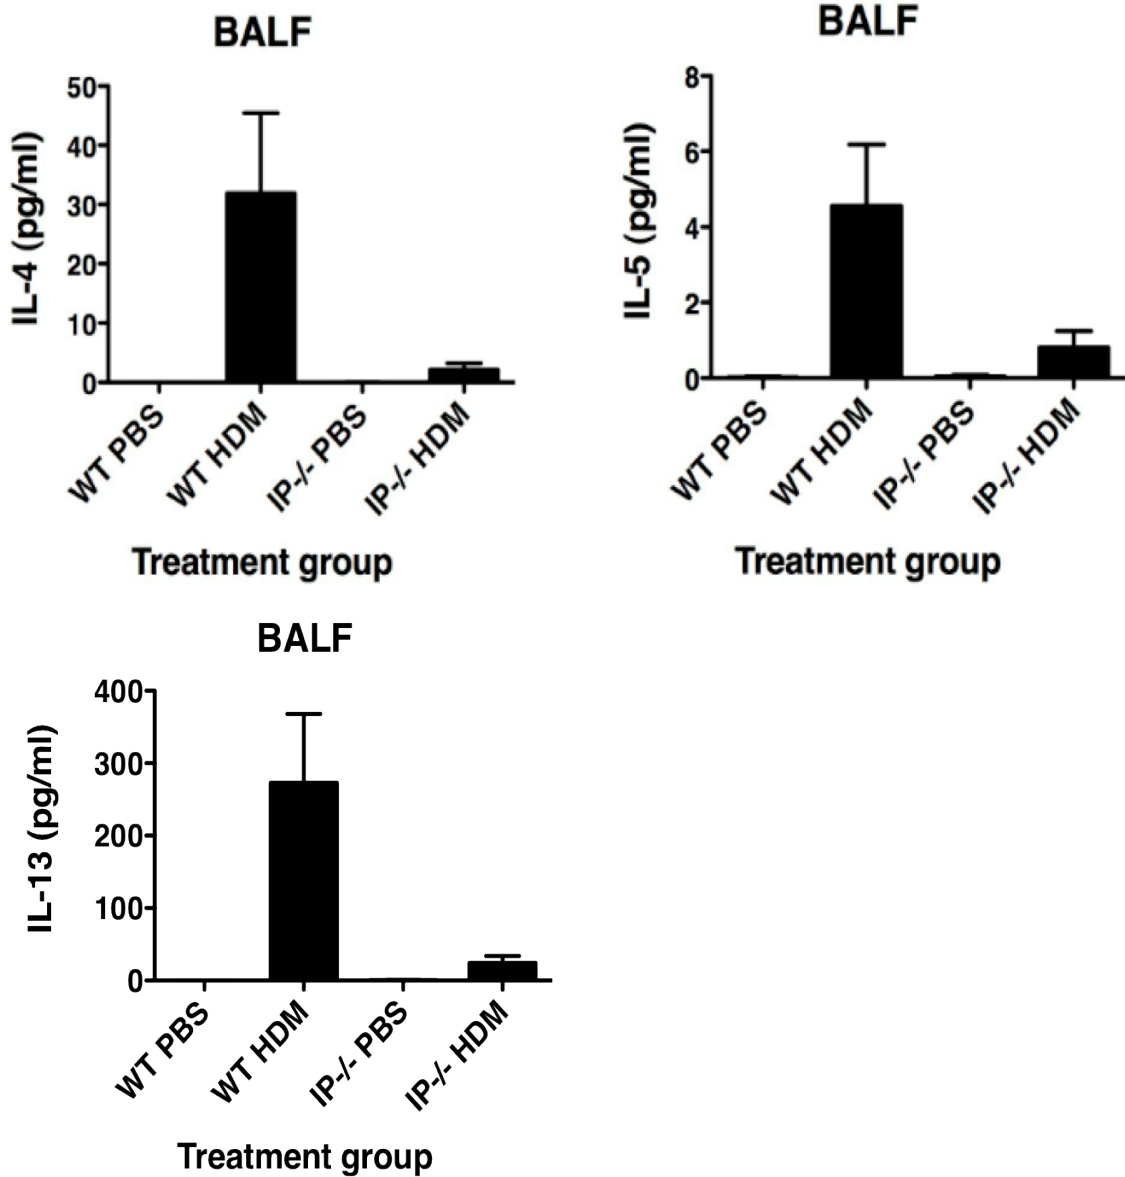 BALF
IL-4 (pg/ml)
50
40
30
20
10
0
WT PBS
WT HDM
IP-/- PBS
IP-/- HDM
Treatment group
BALF
IL-5 (pg/ml)
8
6
4
2
0
WT PBS
WT HDM
IP-/- PBS
IP-/- HDM
Treatment group
BALF
IL-13 (pg/ml)
400
300
200
100
0
WT PBS
WT HDM
IP-/- PBS
IP-/- HDM
Treatment group